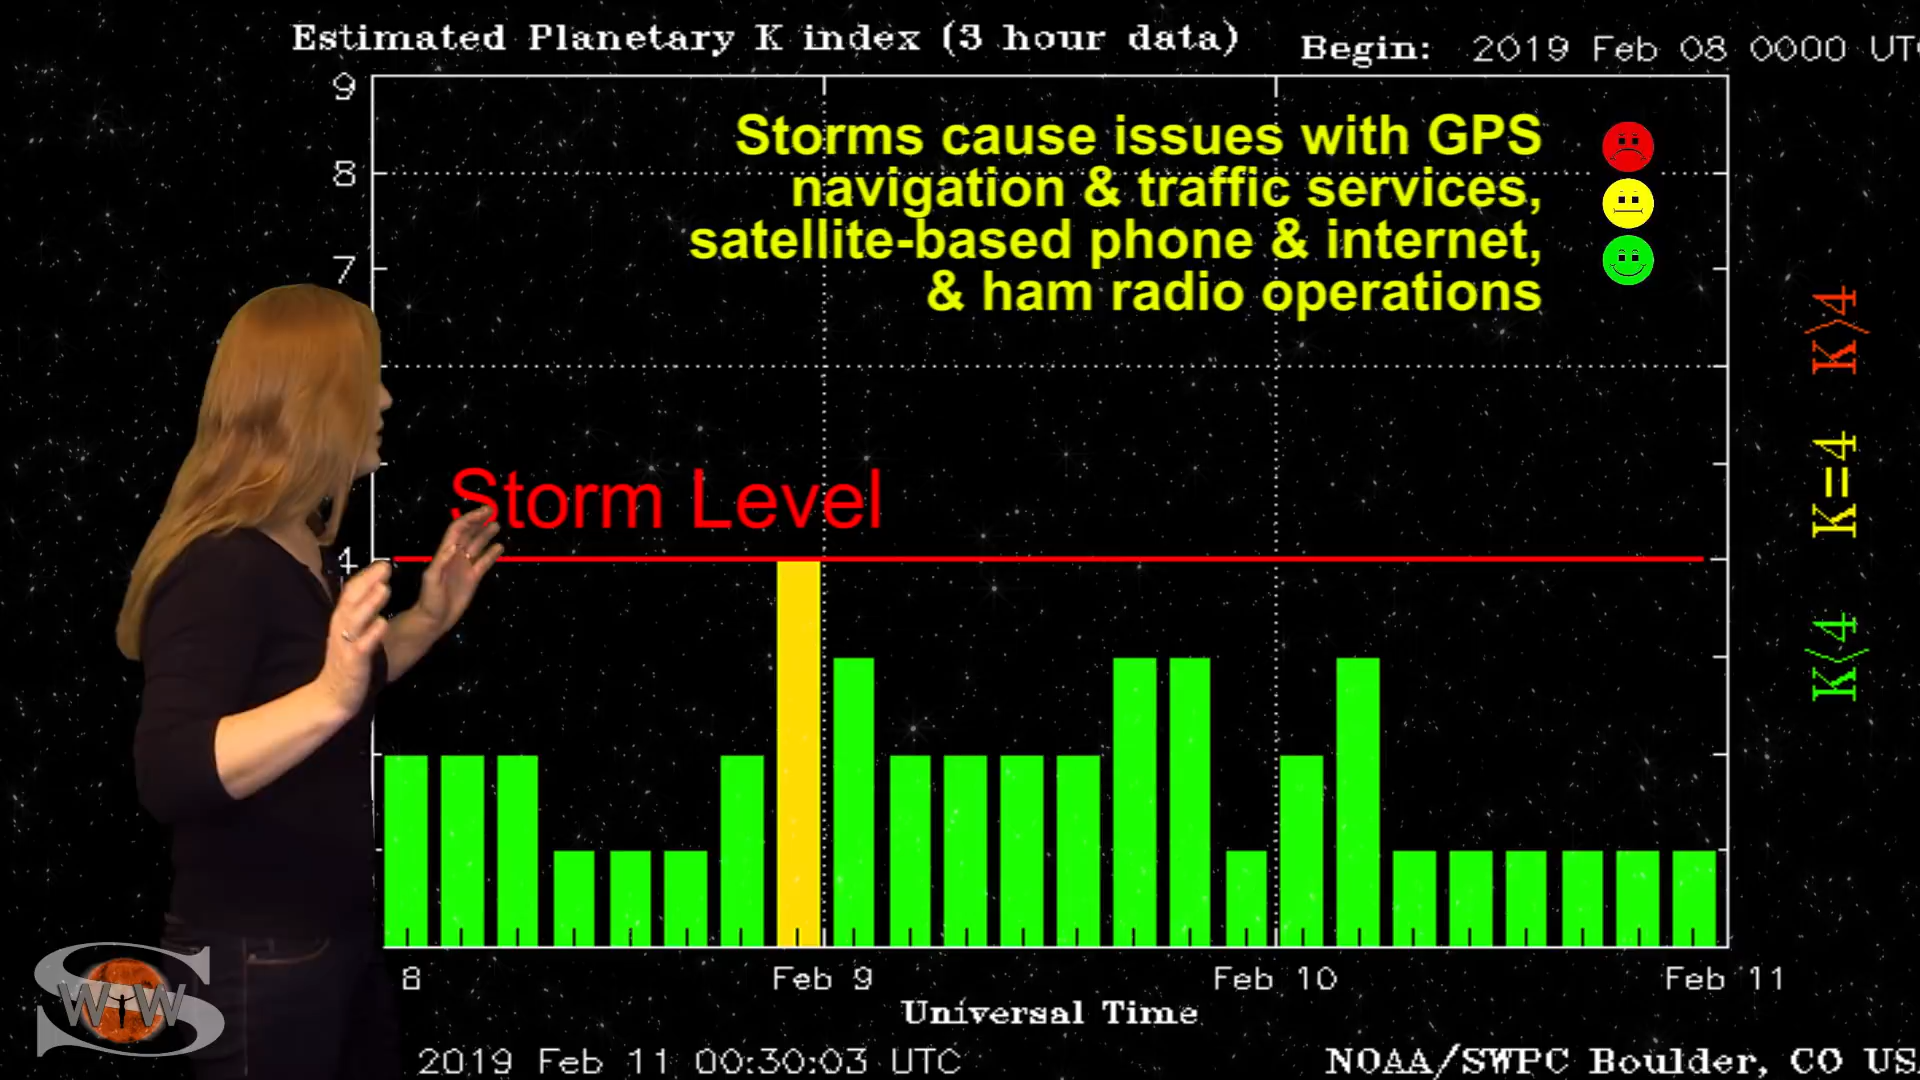 Estimated Planetary K index (3 hour data)
Begin: 2019 Feb 08 0000 UTC
9
8
7
4
Storms cause issues with GPS
navigation & traffic services,
satellite-based phone & internet,
& ham radio operations
Storm Level
K>4
K=4
K<4
8
Feb 9
Feb 10
Feb 11
Universal Time
2019 Feb 11 00:30:03 UTC
NOAA/SWPC Boulder, CO US
S
WW